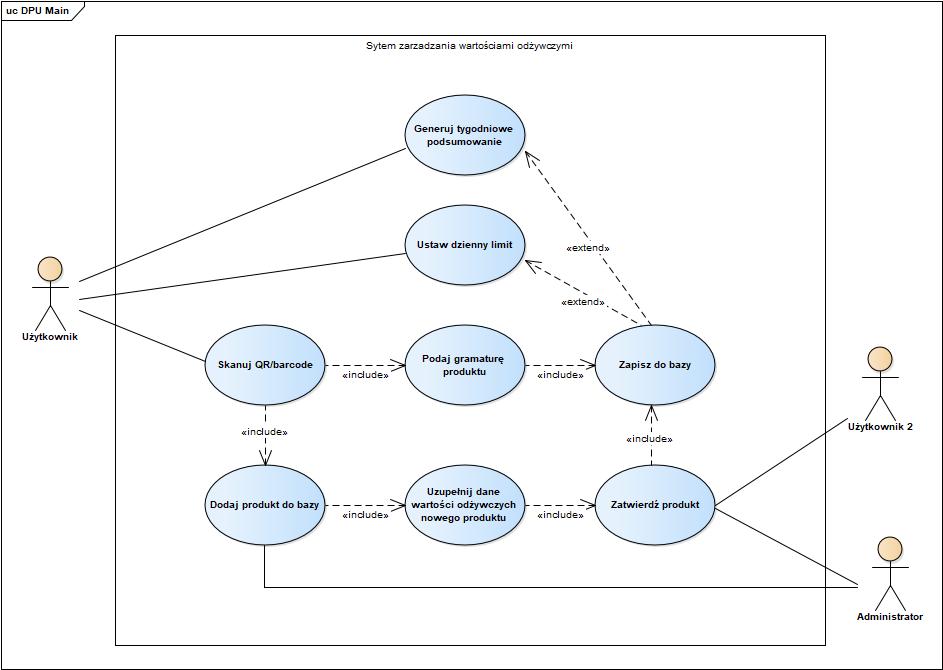 uc DPU Main
Sytem zarzadzania wartościami odżywczymi
Generuj tygodniowe
podsumowanie
Ustaw dzienny limit
«extend»
«extend»
Użytkownik
Skanuj QR/barcode
«include»
Podaj gramaturę
produktu
«include»
Zapisz do bazy
Użytkownik 2
«include»
«include»
Dodaj produkt do bazy
«include»
Uzupełnij dane
wartości odżywczych
nowego produktu
«include»
Zatwierdź produkt
Administrator